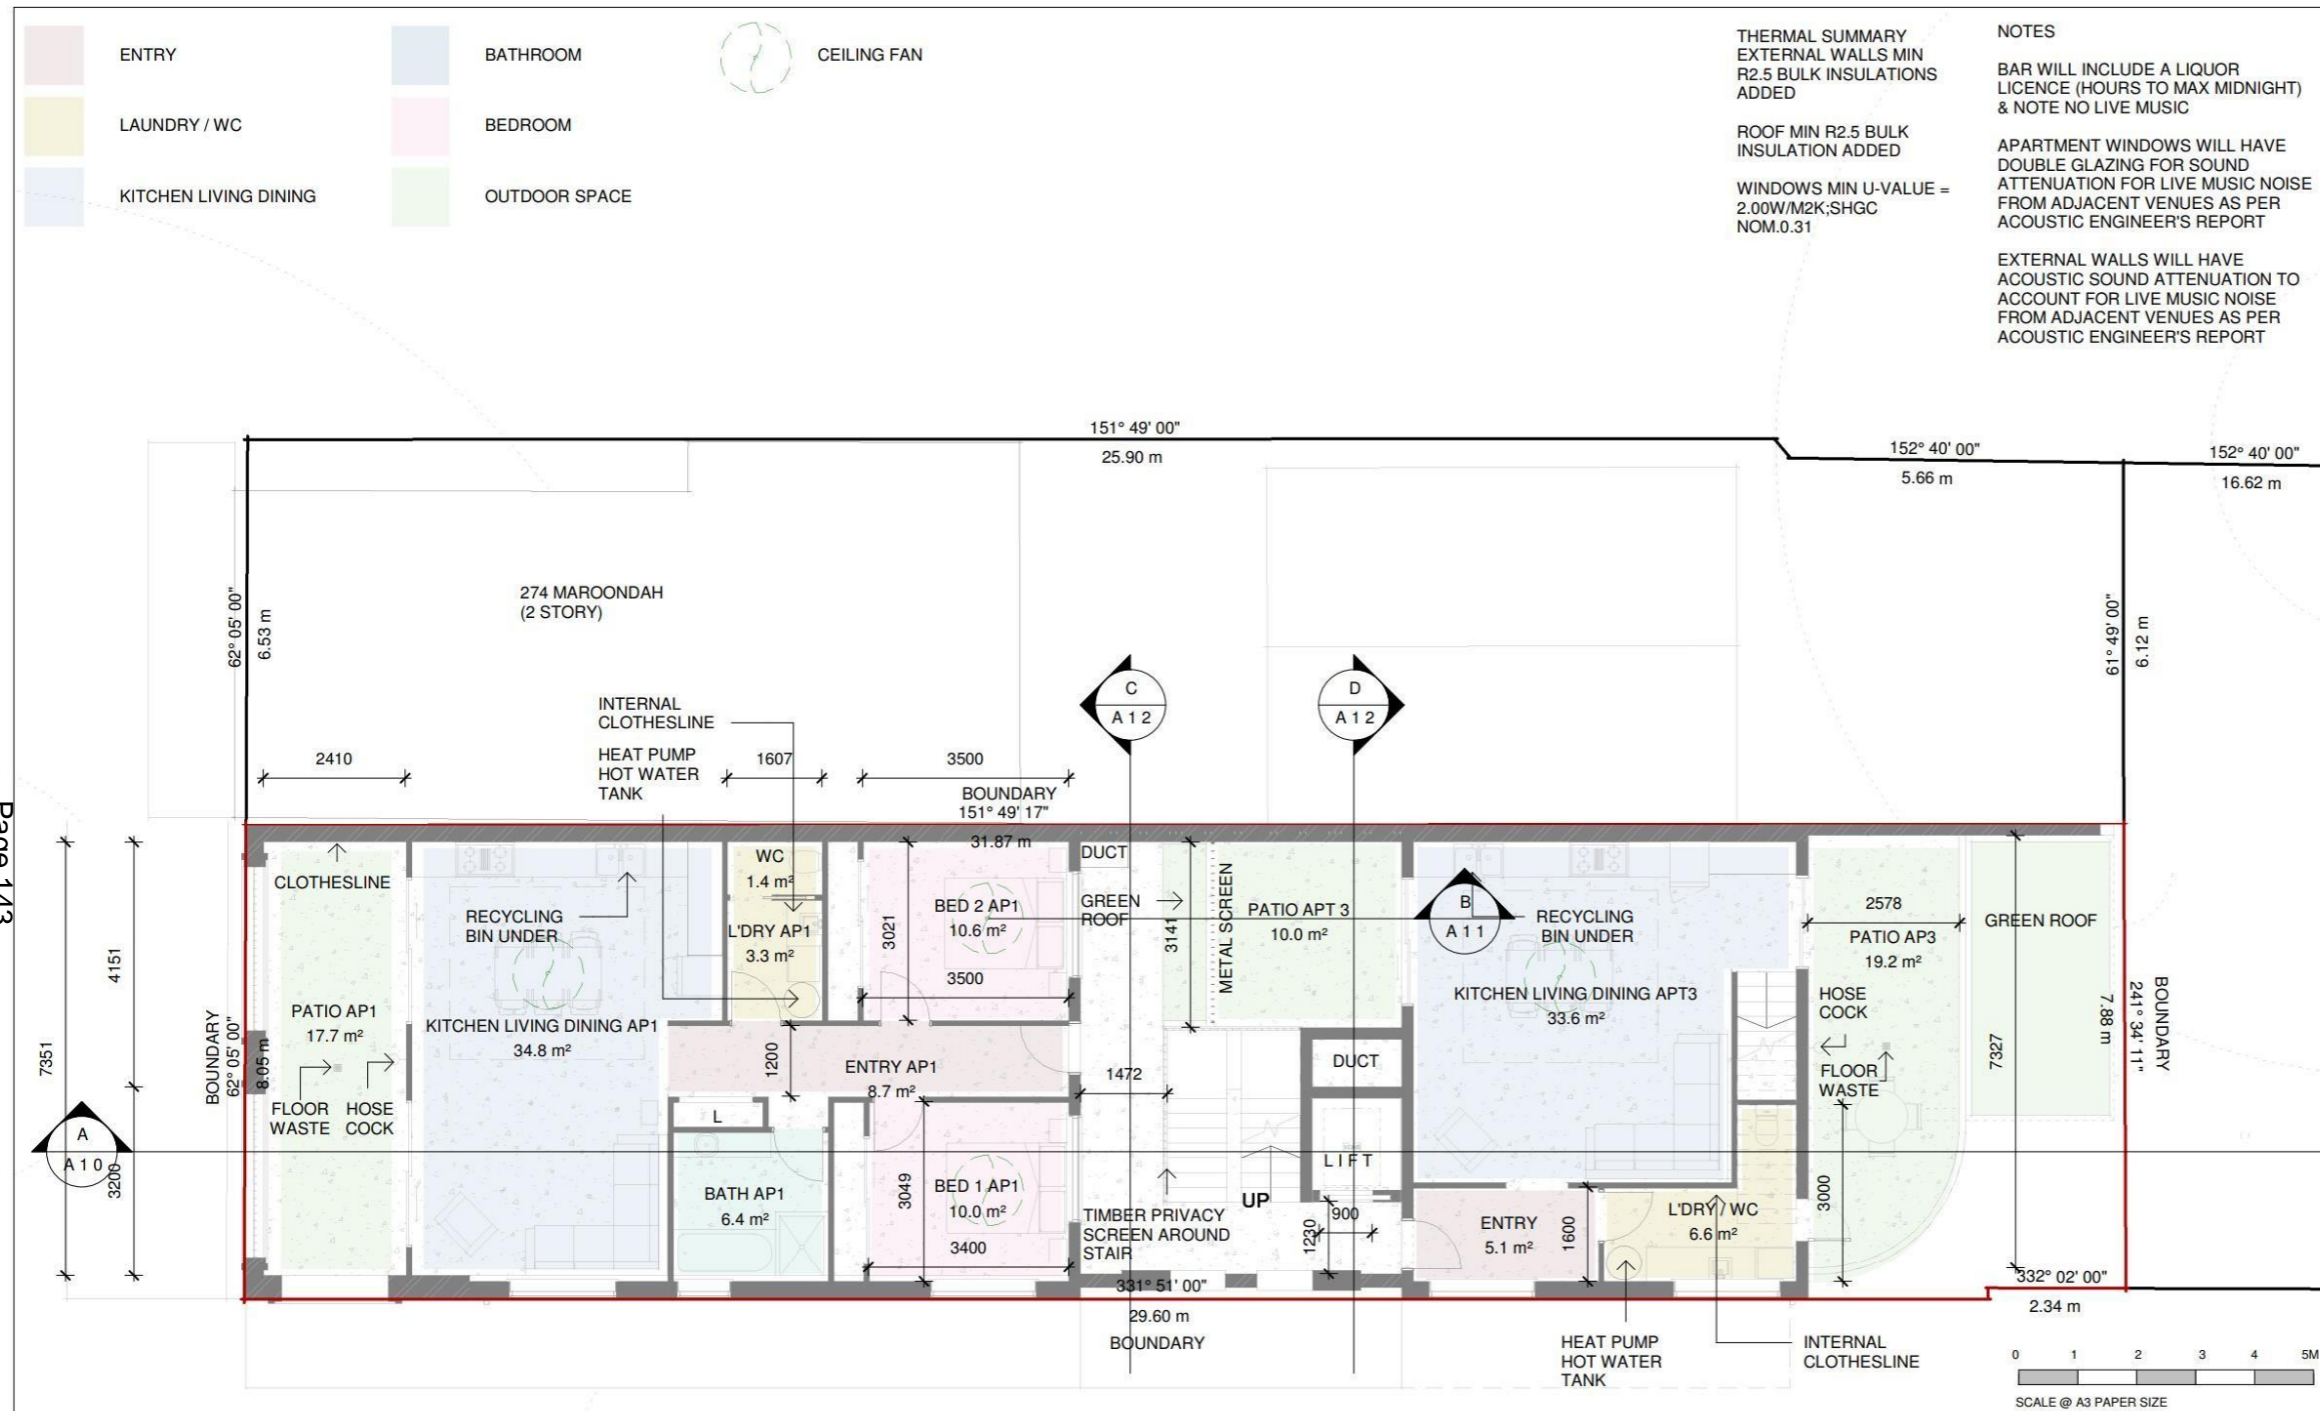 ENTRY
LAUNDRY / WC
KITCHEN LIVING DINING
BATHROOM
BEDROOM
OUTDOOR SPACE
CEILING FAN
THERMAL SUMMARY
EXTERNAL WALLS MIN
R2.5 BULK INSULATIONS
ADDED
ROOF MIN R2.5 BULK
INSULATION ADDED
WINDOWS MIN U-VALUE =
2.00W/M2K;SHGC
NOM.0.31
NOTES
BAR WILL INCLUDE A LIQUOR
LICENCE (HOURS TO MAX MIDNIGHT)
& NOTE NO LIVE MUSIC
APARTMENT WINDOWS WILL HAVE
DOUBLE GLAZING FOR SOUND
ATTENUATION FOR LIVE MUSIC NOISE
FROM ADJACENT VENUES AS PER
ACOUSTIC ENGINEER'S REPORT
EXTERNAL WALLS WILL HAVE
ACOUSTIC SOUND ATTENUATION TO
ACCOUNT FOR LIVE MUSIC NOISE
FROM ADJACENT VENUES AS PER
ACOUSTIC ENGINEER'S REPORT
151° 49' 00"
25.90 m
152° 40' 00"
5.66 m
152° 40' 00"
16.62 m
274 MAROONDAH
(2 STORY)
62° 05' 00"
6.53 m
61° 49' 00"
6.12 m
INTERNAL
CLOTHESLINE
HEAT PUMP
HOT WATER
TANK
C
A 1 2
D
A 1 2
2410
1607
3500
BOUNDARY
151° 49' 17"
31.87 m
Page 143
7351
4151
3200
BOUNDARY
62° 05' 00"
8.05 m
A
A 1 0
CLOTHESLINE
PATIO AP1
17.7 m²
FLOOR
WASTE
HOSE
COCK
RECYCLING
BIN UNDER
KITCHEN LIVING DINING AP1
34.8 m²
WC
1.4 m²
L'DRY AP1
3.3 m²
3021
BED 2 AP1
10.6 m²
3500
1200
ENTRY AP1
8.7 m²
L
BATH AP1
6.4 m²
3049
BED 1 AP1
10.0 m²
3400
DUCT
GREEN
ROOF
3141
METAL SCREEN
PATIO APT 3
10.0 m²
1472
DUCT
LIFT
UP
TIMBER PRIVACY
SCREEN AROUND
STAIR
1230
900
B
A 1 1
RECYCLING
BIN UNDER
KITCHEN LIVING DINING APT3
33.6 m²
ENTRY
5.1 m²
1600
L'DRY / WC
6.6 m²
2578
PATIO AP3
19.2 m²
HOSE
COCK
FLOOR
WASTE
3000
GREEN ROOF
7327
7.88 m
241° 34' 11"
BOUNDARY
331° 51' 00"
29.60 m
BOUNDARY
332° 02' 00"
2.34 m
HEAT PUMP
HOT WATER
TANK
INTERNAL
CLOTHESLINE
0 1 2 3 4 5M
SCALE @ A3 PAPER SIZE